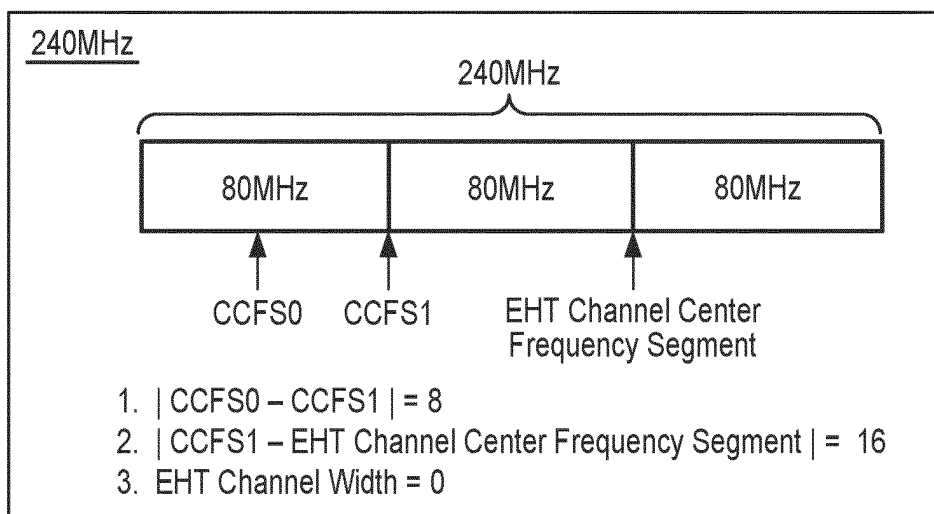 240MHz
240MHz
80MHz 80MHz 80MHz
CCFS0 CCFS1 EHT Channel Center
Frequency Segment
1. | CCFS0 – CCFS1 | = 8
2. | CCFS1 – EHT Channel Center Frequency Segment | = 16
3. EHT Channel Width = 0